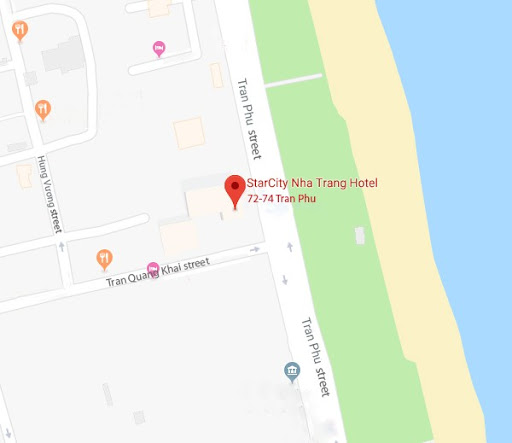 Tran Phu street
Hung Vương street
StarCity Nha Trang Hotel
72-74 Tran Phu
Tran Quang Khai street
Tran Phu street